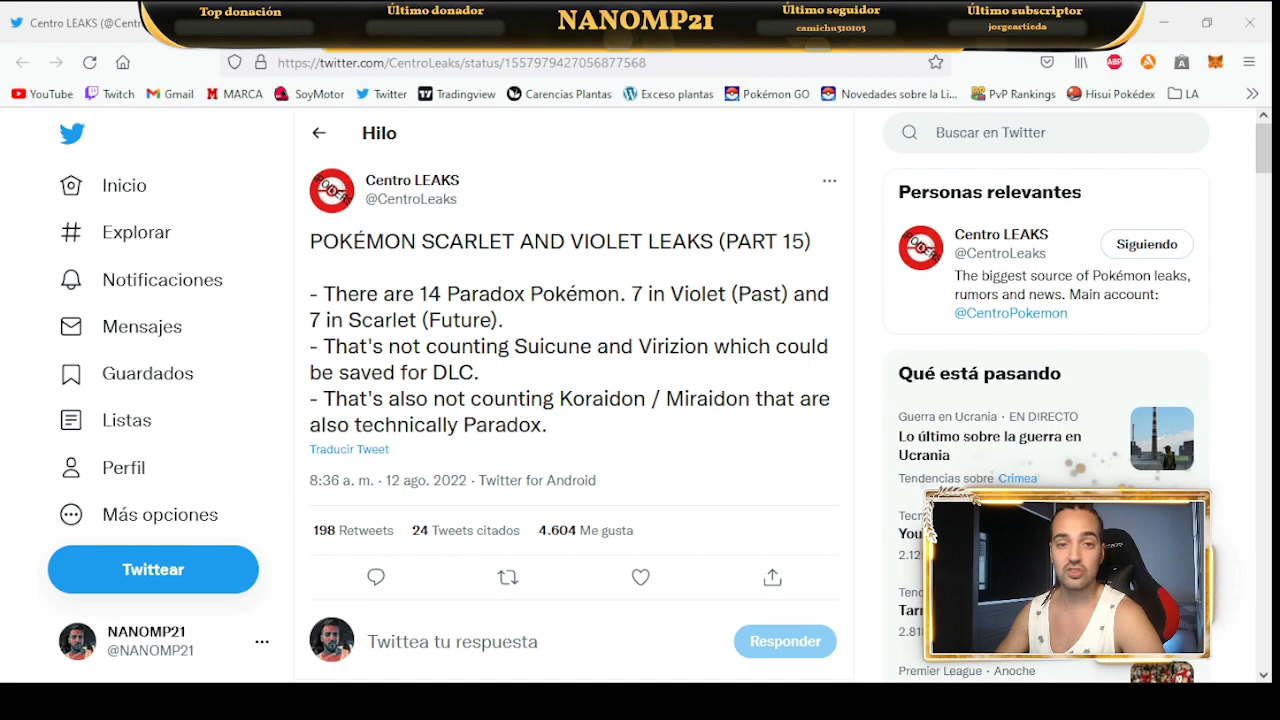 Centro LEAKS (@Centr
Top donación
Último donador
NANOMP21
Último seguidor
camichu310103
Último subscriptor
jorgeartieda
https://twitter.com/CentroLeaks/status/1557979427056877568
ABP
YouTube
Twitch
Gmail
MARCA
SoyMotor
Twitter
Tradingview
Carencias Plantas
Exceso plantas
Pokémon GO
Novedades sobre la Li...
PvP Rankings
Hisui Pokédex
LA
Inicio
Explorar
Notificaciones
Mensajes
Guardados
Listas
Perfil
Más opciones
Twittear
NANOMP21
@NANOMP21
Hilo
Centro LEAKS
@CentroLeaks
POKÉMON SCARLET AND VIOLET LEAKS (PART 15)
- There are 14 Paradox Pokémon. 7 in Violet (Past) and
7 in Scarlet (Future).
- That's not counting Suicune and Virizion which could
be saved for DLC.
- That's also not counting Koraidon / Miraidon that are
also technically Paradox.
Traducir Tweet
8:36 a. m. · 12 ago. 2022 · Twitter for Android
198 Retweets
24 Tweets citados
4.604 Me gusta
Twittea tu respuesta
Responder
Buscar en Twitter
Personas relevantes
Centro LEAKS
@CentroLeaks
Siguiendo
The biggest source of Pokémon leaks,
rumors and news. Main account:
@CentroPokemon
Qué está pasando
Guerra en Ucrania · EN DIRECTO
Lo último sobre la guerra en
Ucrania
Tendencias sobre Crimea
Premier League · Anoche